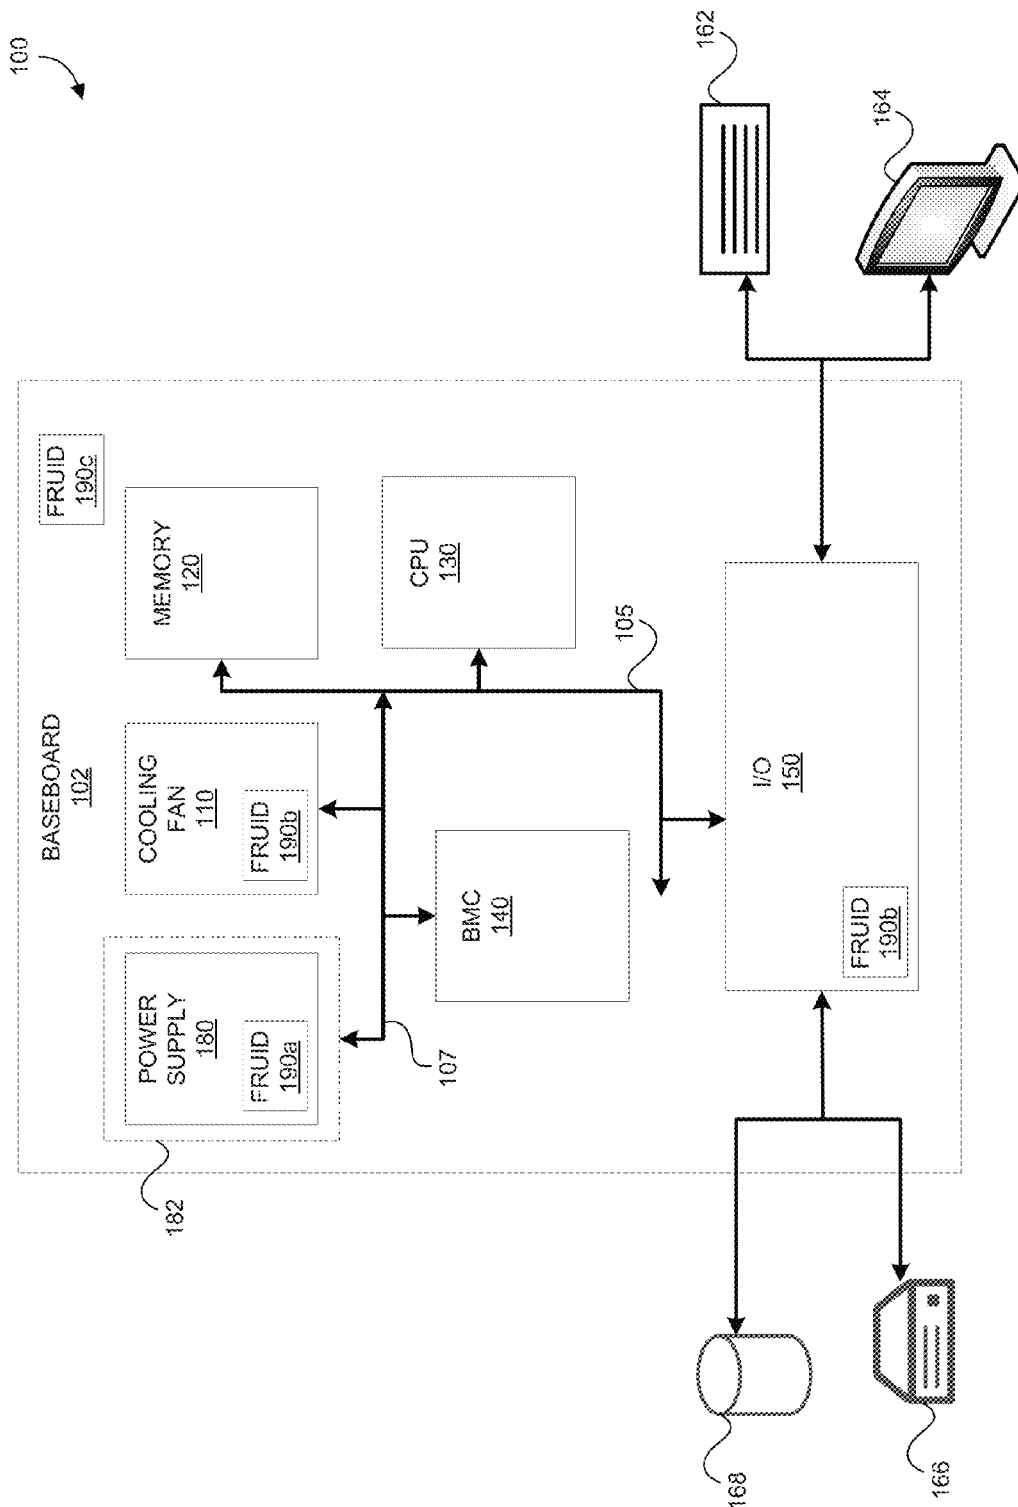 100
BASEBOARD
102
FRUID
190c
182
POWER
SUPPLY
180
FRUID
190a
COOLING
FAN
110
FRUID
190b
MEMORY
120
107
BMC
140
CPU
130
105
I/O
150
FRUID
190b
168
166
162
164